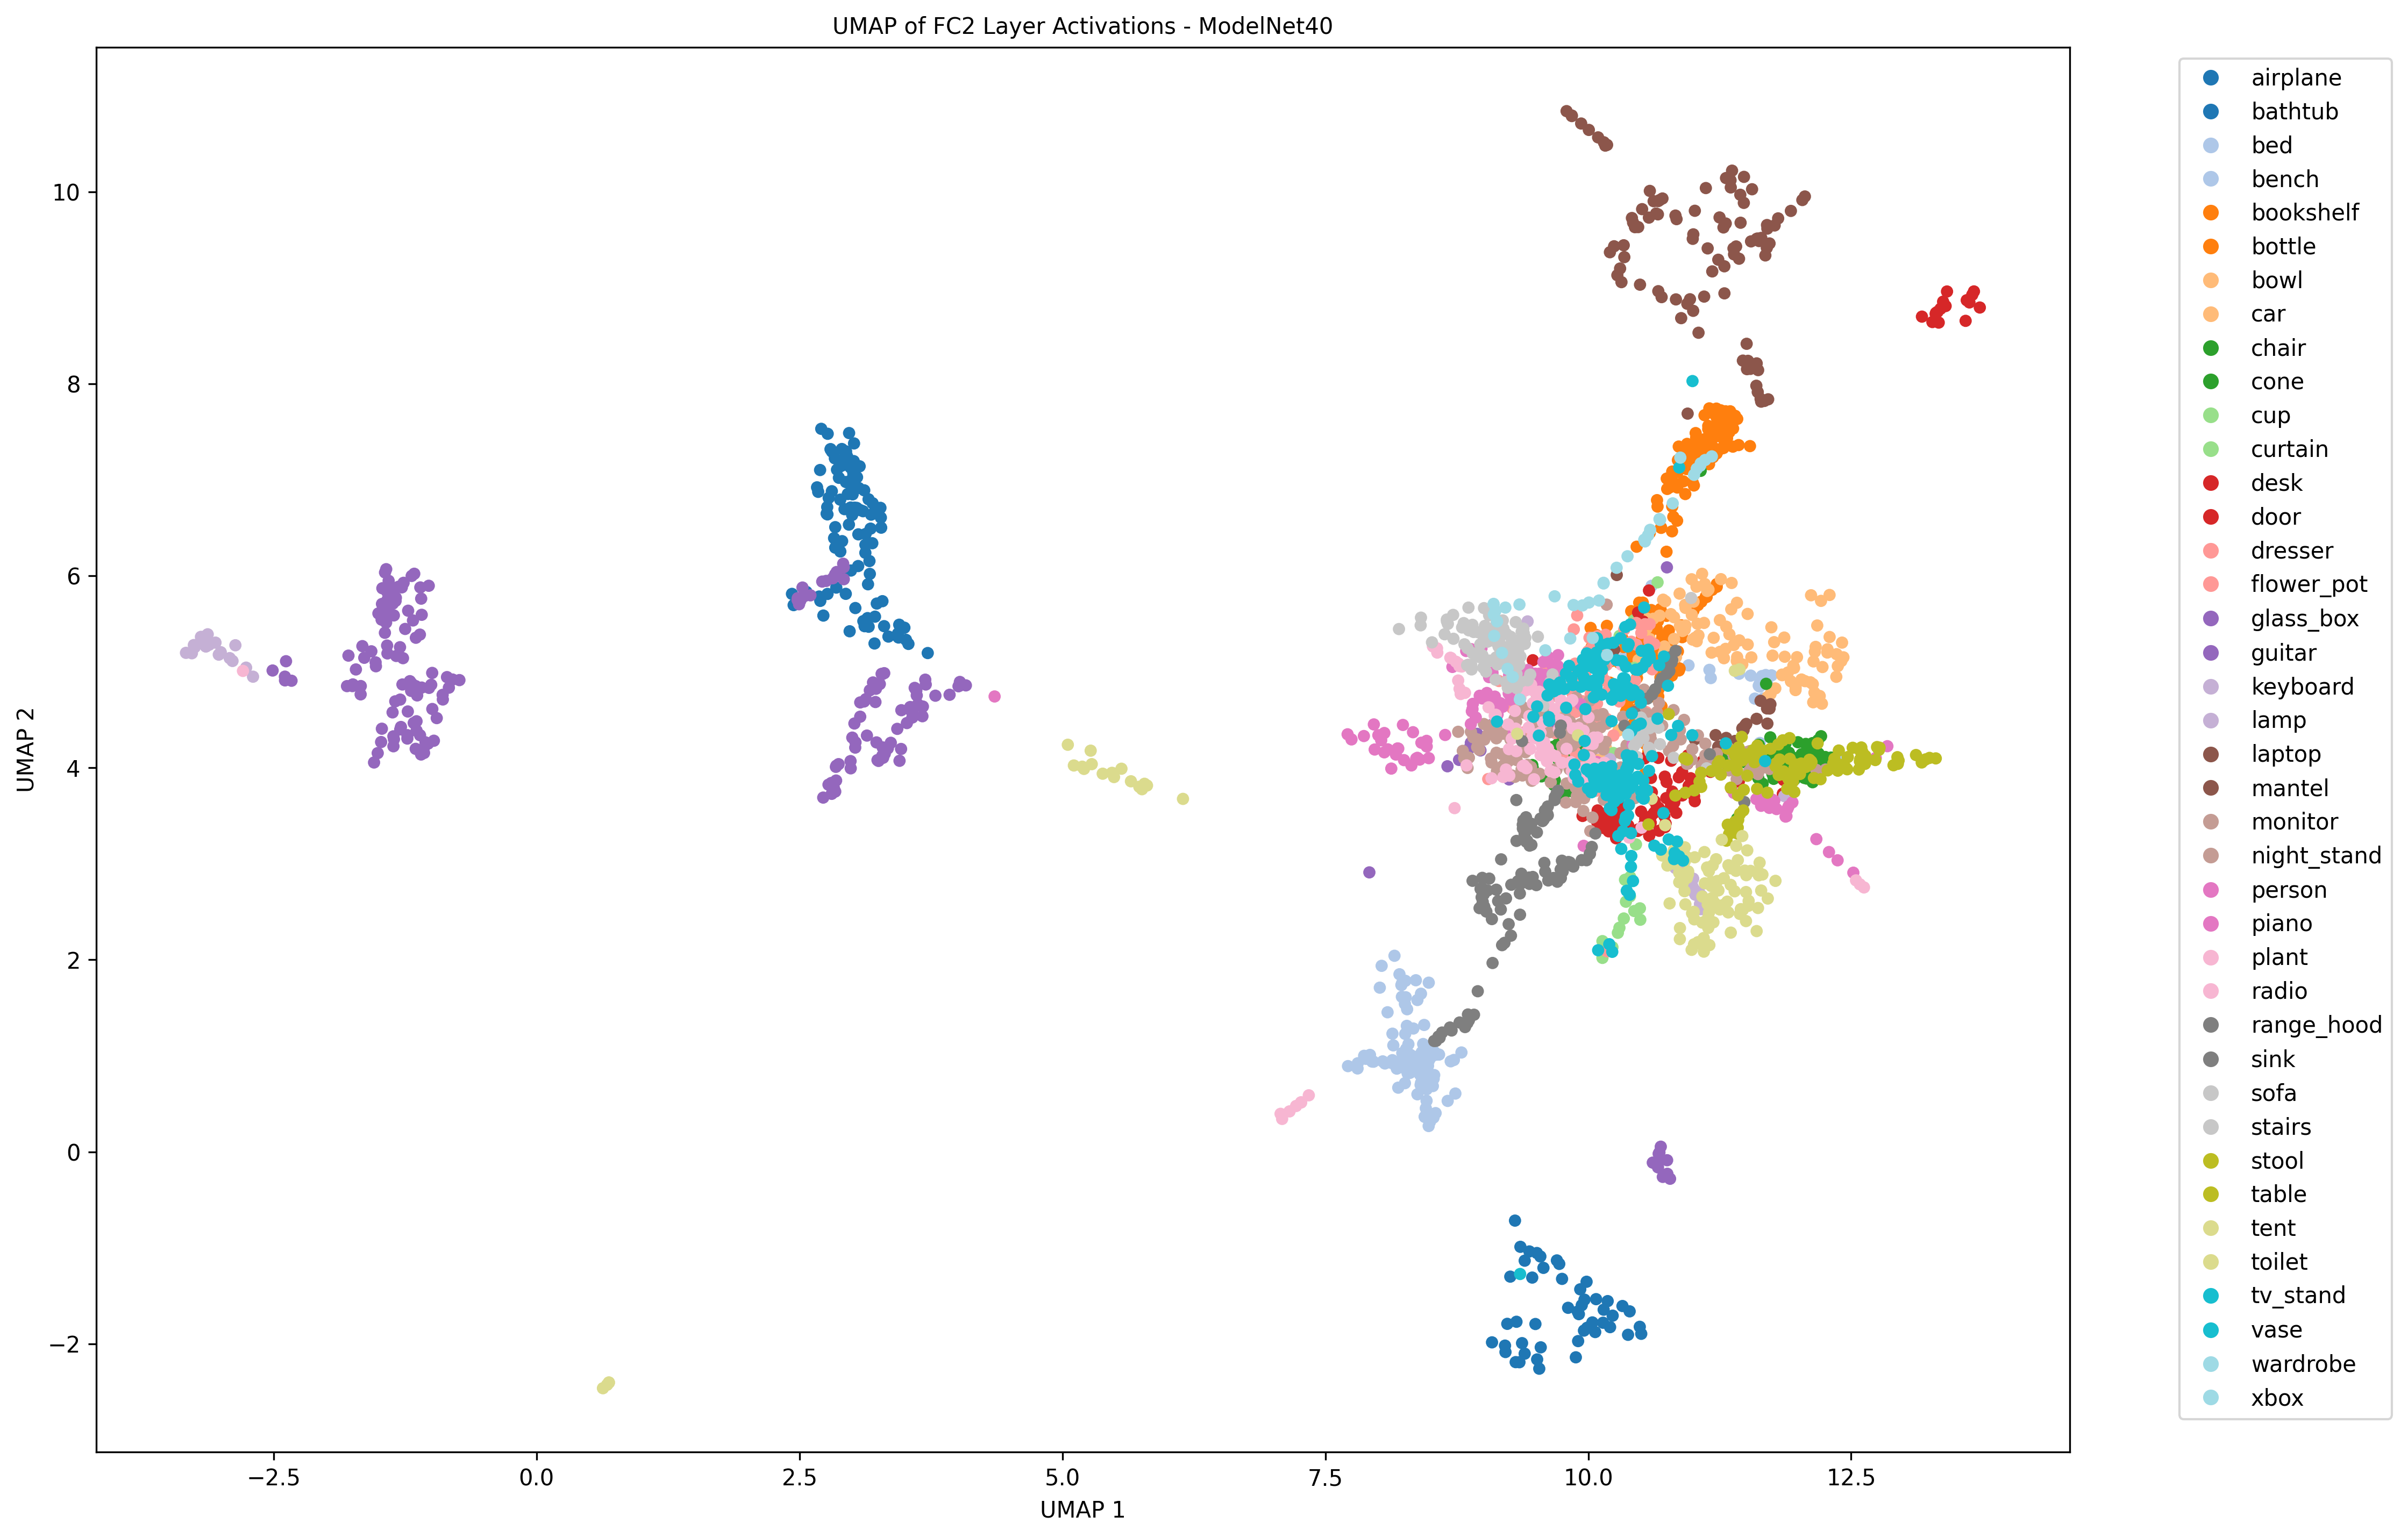 UMAP of FC2 Layer Activations - ModelNet40
10
8
6
4
2
0
−2
UMAP 2
−2.5
0.0
2.5
5.0
7.5
10.0
12.5
UMAP 1
airplane
bathtub
bed
bench
bookshelf
bottle
bowl
car
chair
cone
cup
curtain
desk
door
dresser
flower_pot
glass_box
guitar
keyboard
lamp
laptop
mantel
monitor
night_stand
person
piano
plant
radio
range_hood
sink
sofa
stairs
stool
table
tent
toilet
tv_stand
vase
wardrobe
xbox